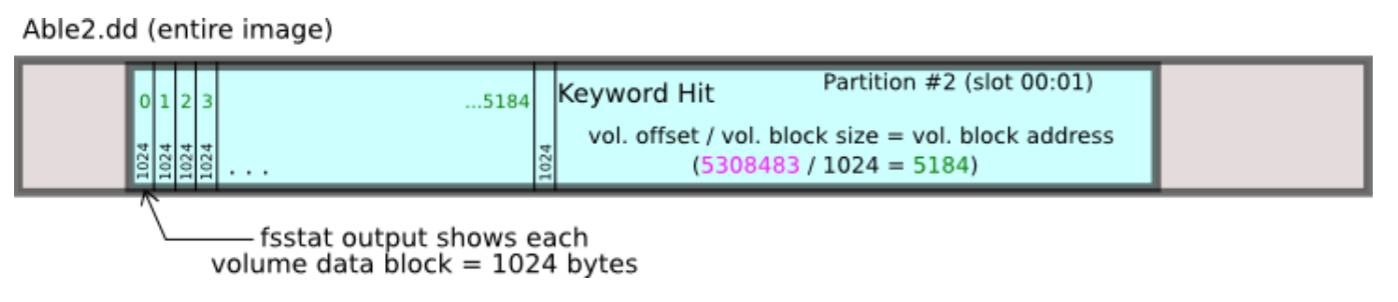 Able2.dd (entire image)
0 1 2 3
...5184
Keyword Hit
Partition #2 (slot 00:01)
vol. offset / vol. block size = vol. block address
(5308483 / 1024 = 5184)
1024 1024 1024 1024
. . .
1024
fsstat output shows each
volume data block = 1024 bytes